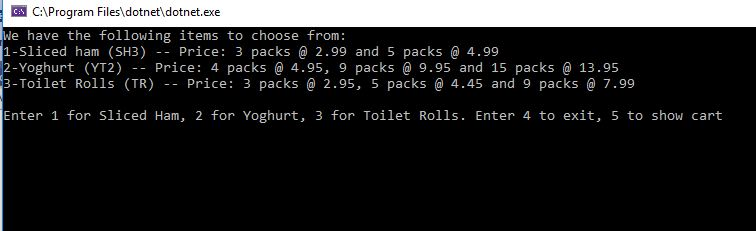 C:\Program Files\dotnet\dotnet.exe
We have the following items to choose from:
1-Sliced ham (SH3) -- Price: 3 packs @ 2.99 and 5 packs @ 4.99
2-Yoghurt (YT2) -- Price: 4 packs @ 4.95, 9 packs @ 9.95 and 15 packs @ 13.95
3-Toilet Rolls (TR) -- Price: 3 packs @ 2.95, 5 packs @ 4.45 and 9 packs @ 7.99
Enter 1 for Sliced Ham, 2 for Yoghurt, 3 for Toilet Rolls. Enter 4 to exit, 5 to show cart